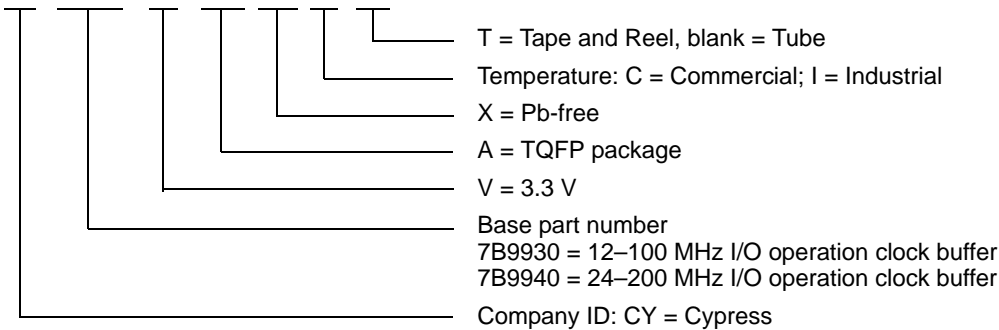 T = Tape and Reel, blank = Tube
Temperature: C = Commercial; I = Industrial
X = Pb-free
A = TQFP package
V = 3.3 V
Base part number
7B9930 = 12–100 MHz I/O operation clock buffer
7B9940 = 24–200 MHz I/O operation clock buffer
Company ID: CY = Cypress